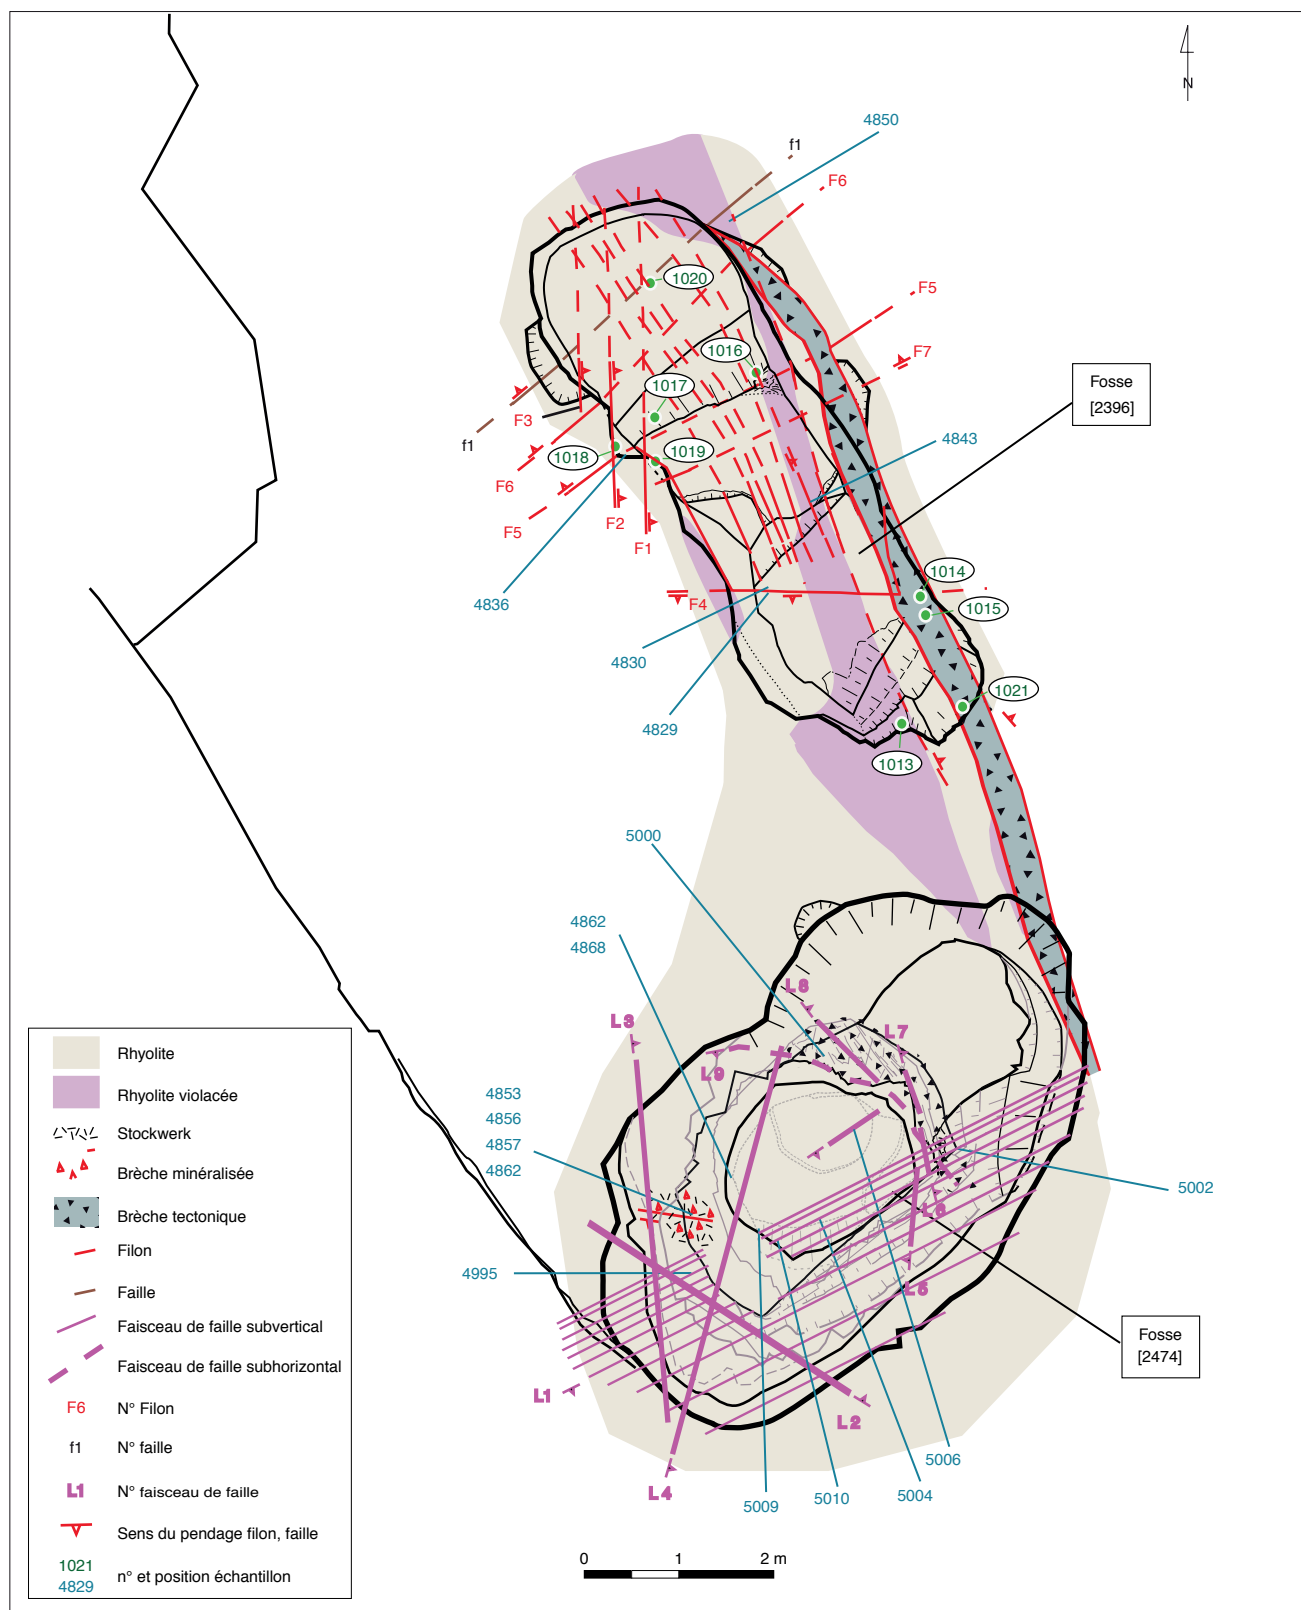 N
4850
f1
F6
1020
F5
F7
1016
Fosse
[2396]
1017
F3
f1
4843
1018
1019
F6
F2
F5
F1
1014
4836
F4
1015
4830
1021
4829
1013
5000
4862
4868
L8
L3
L7
L9
4853
4856
4857
4862
5002
L6
4995
L5
Fosse
[2474]
L1
L2
5006
L4
5009
5010
5004
Rhyolite
Rhyolite violacée
Stockwerk
Brèche minéralisée
Brèche tectonique
Filon
Faille
Faisceau de faille subvertical
Faisceau de faille subhorizontal
F6 N° Filon
f1 N° faille
L1 N° faisceau de faille
Sens du pendage filon, faille
1021
4829 n° et position échantillon
0 1 2 m